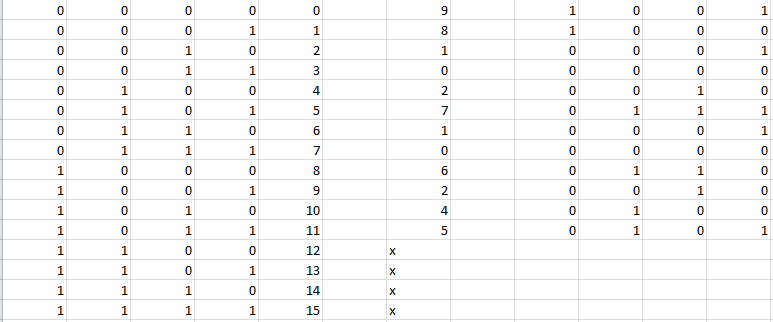 0 0 0 0 0 9 1 0 0 1
0 0 0 1 1 8 1 0 0 0
0 0 1 0 2 1 0 0 0 1
0 0 1 1 3 0 0 0 0 0
0 1 0 0 4 2 0 0 1 0
0 1 0 1 5 7 0 1 1 1
0 1 1 0 6 1 0 0 0 1
0 1 1 1 7 0 0 0 0 0
1 0 0 0 8 6 0 1 1 0
1 0 0 1 9 2 0 0 1 0
1 0 1 0 10 4 0 1 0 0
1 0 1 1 11 5 0 1 0 1
1 1 0 0 12 x
1 1 0 1 13 x
1 1 1 0 14 x
1 1 1 1 15 x